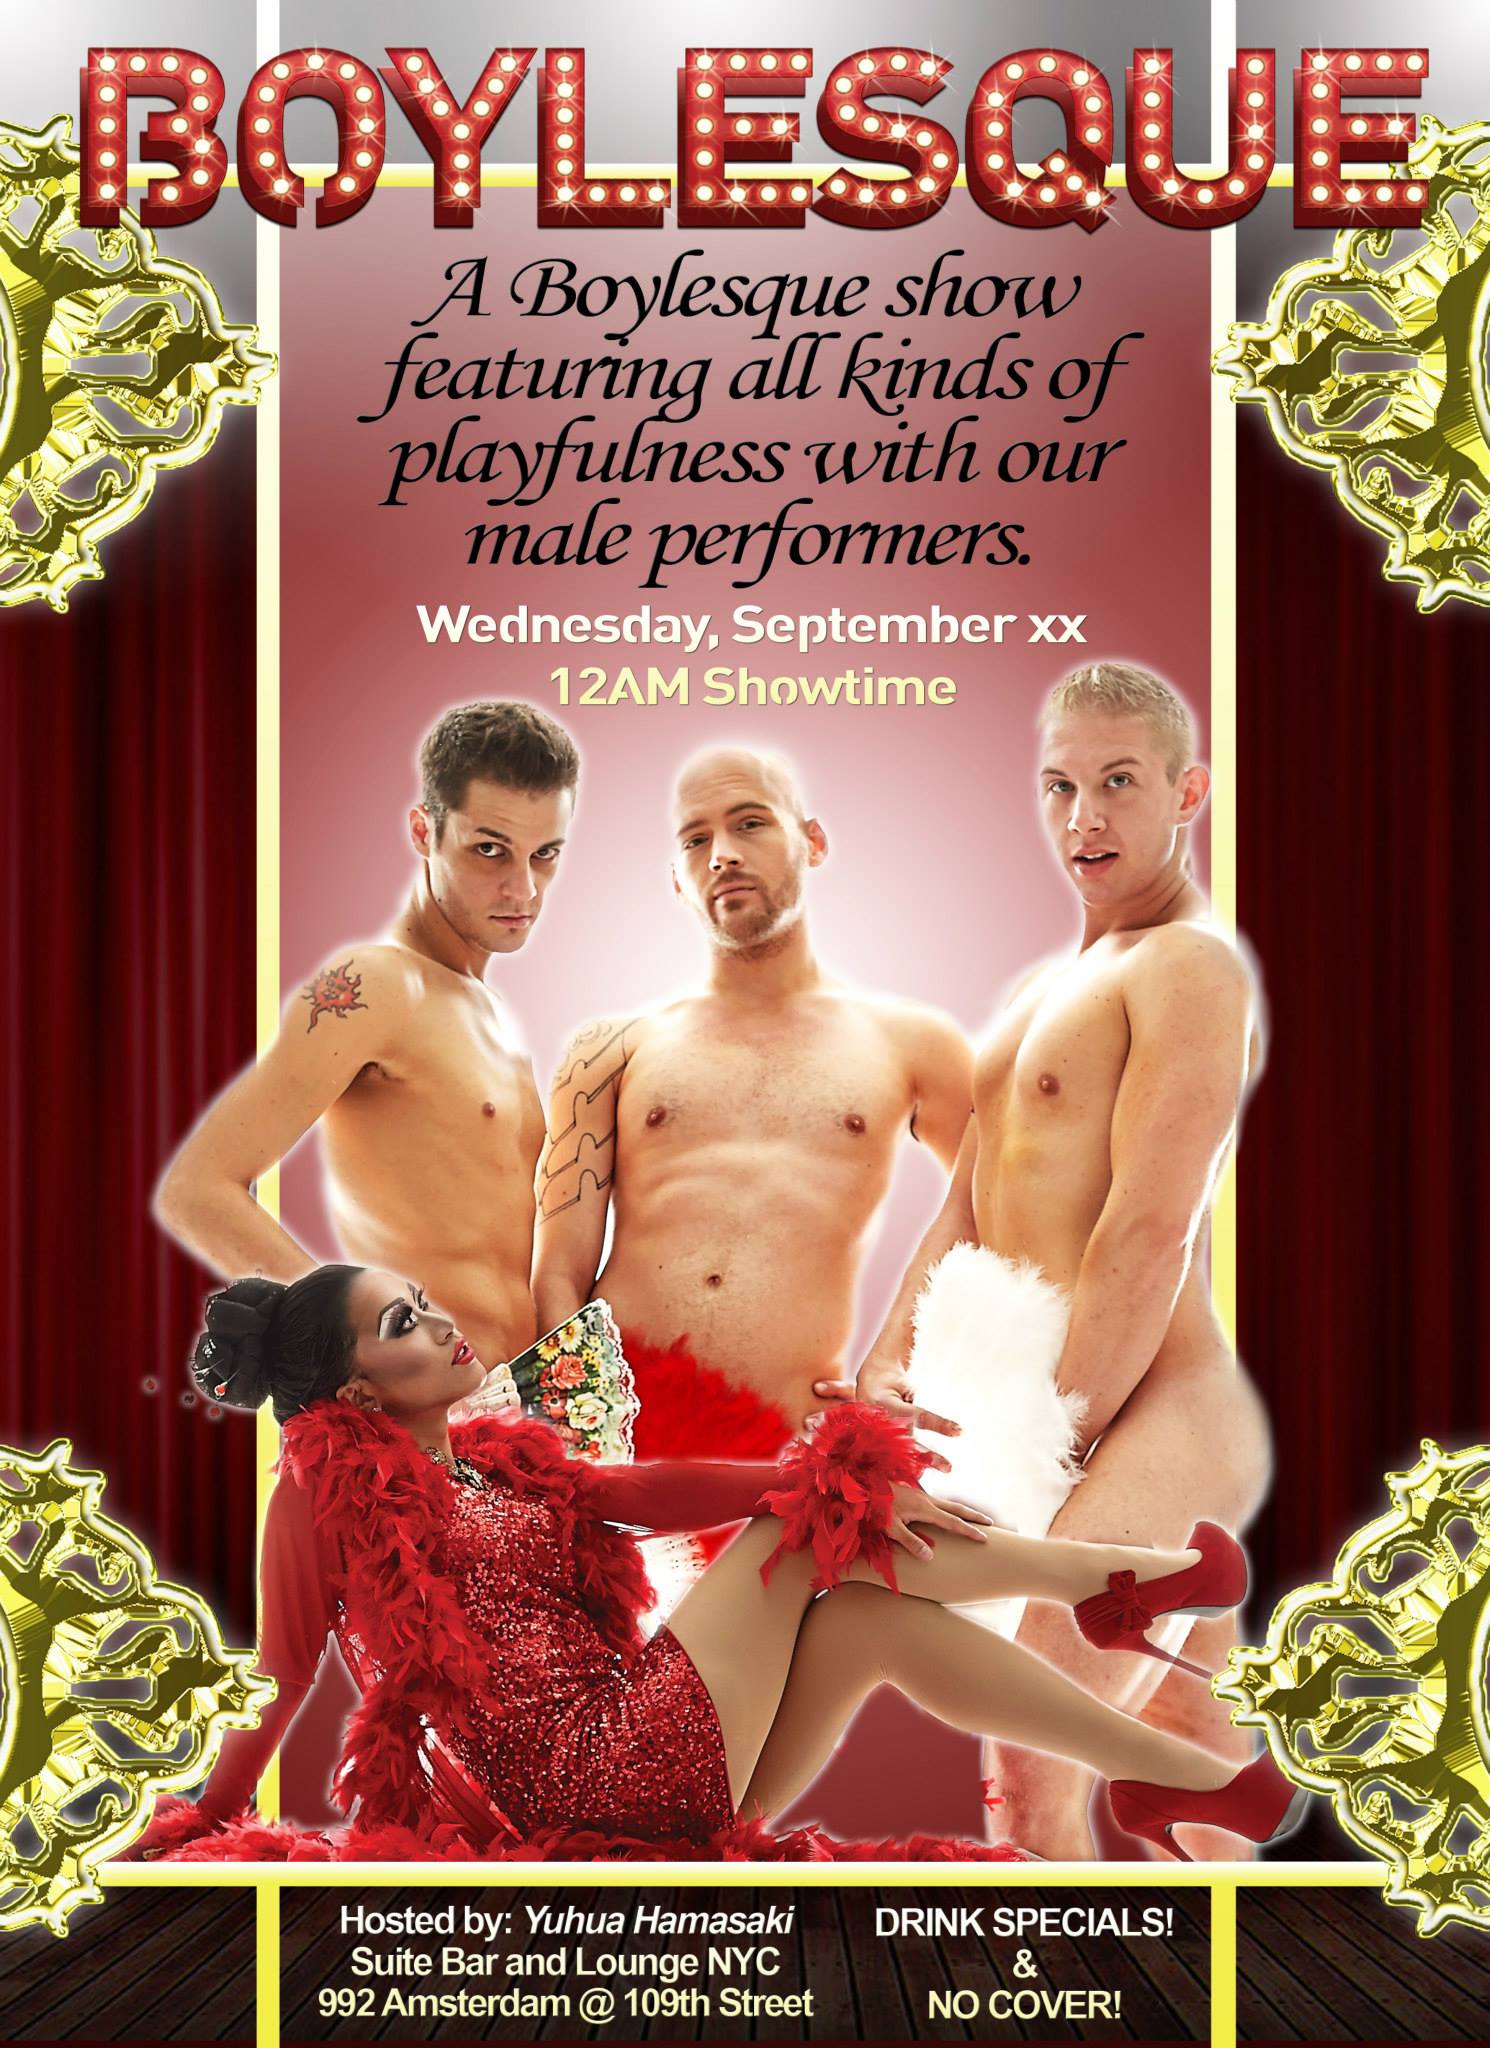 BOYLESQUE
A Boylesque show
featuring all kinds of
playfulness with our
male performers.
Wednesday, September xx
12AM Showtime
Hosted by: Yuhua Hamasaki
Suite Bar and Lounge NYC
992 Amsterdam @ 109th Street
DRINK SPECIALS!
&
NO COVER!